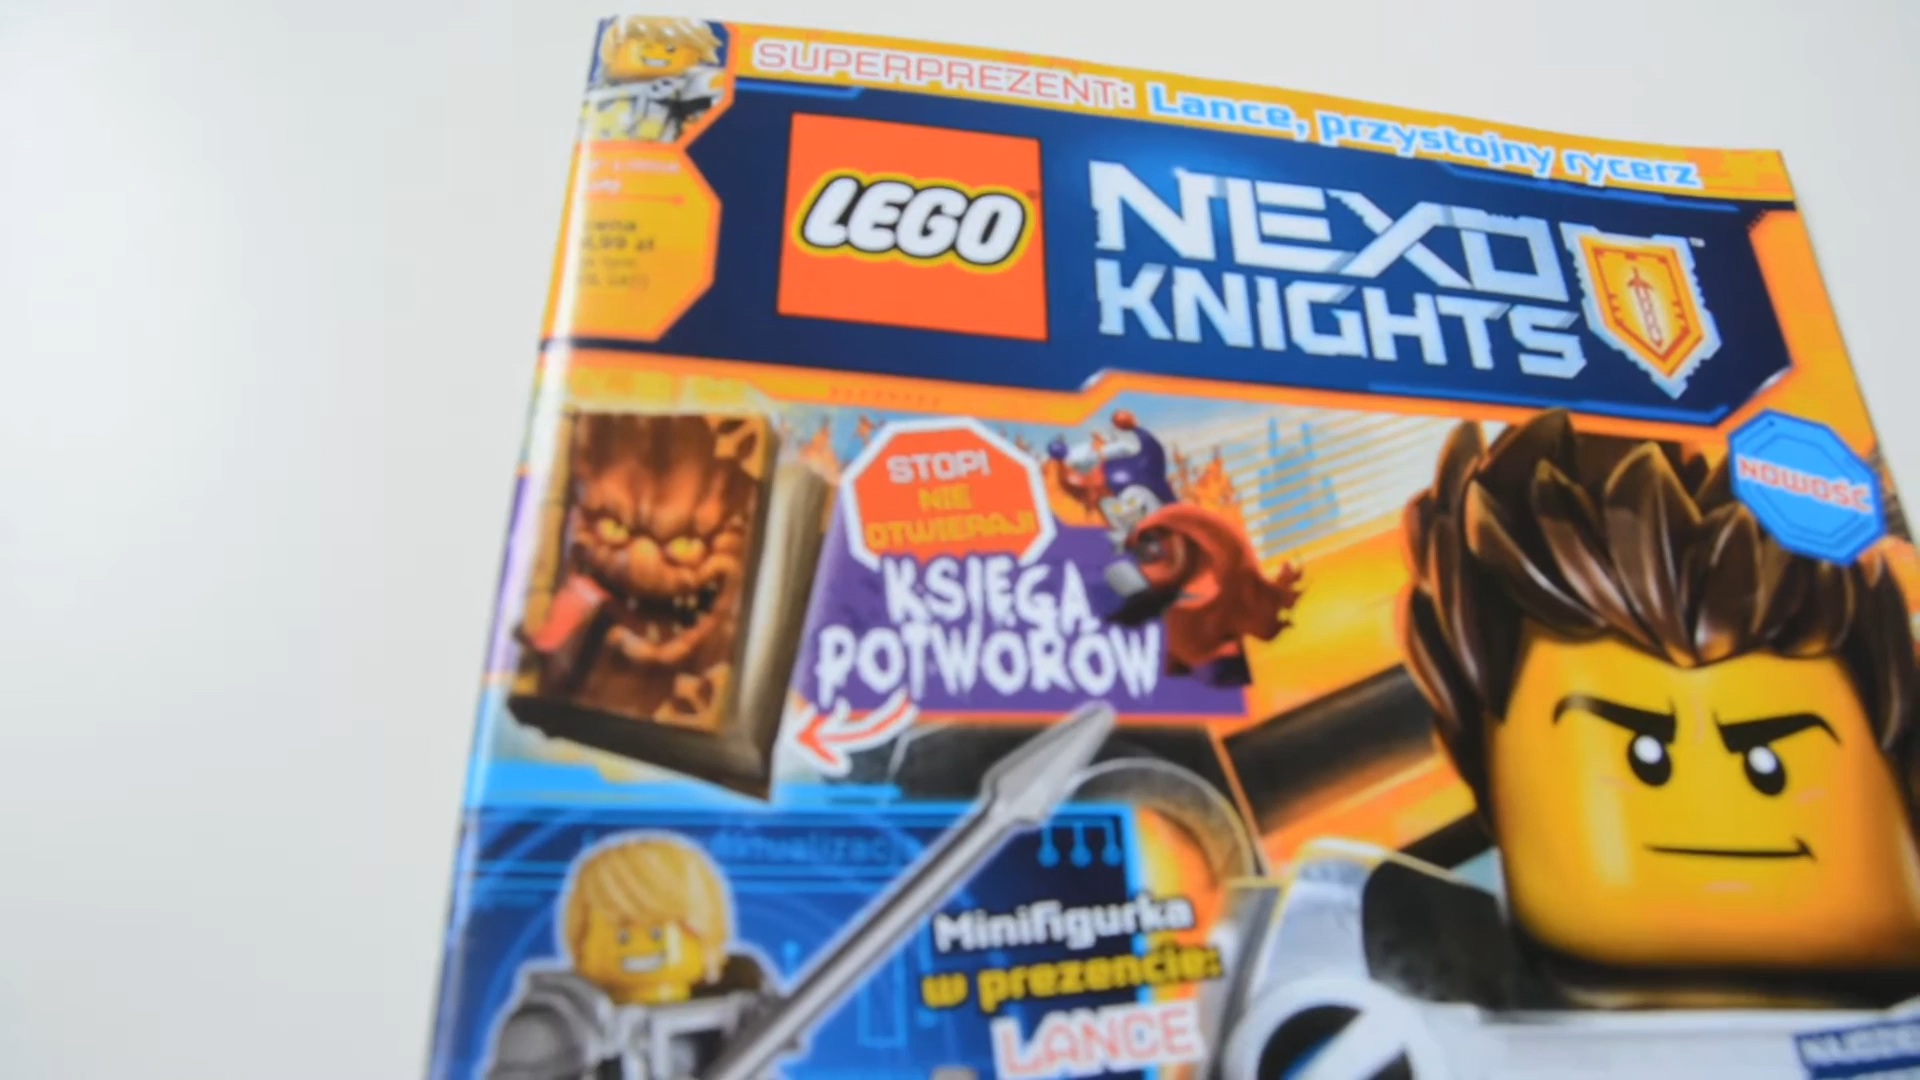 SUPERPREZENT: Lance, przystojny rycerz
LEGO
NEXO
KNIGHTS
NOWOŚĆ
STOP!
NIE
OTWIERAJ!
KSIĘGA
POTWORÓW
Minifigurka
w prezencie:
LANCE